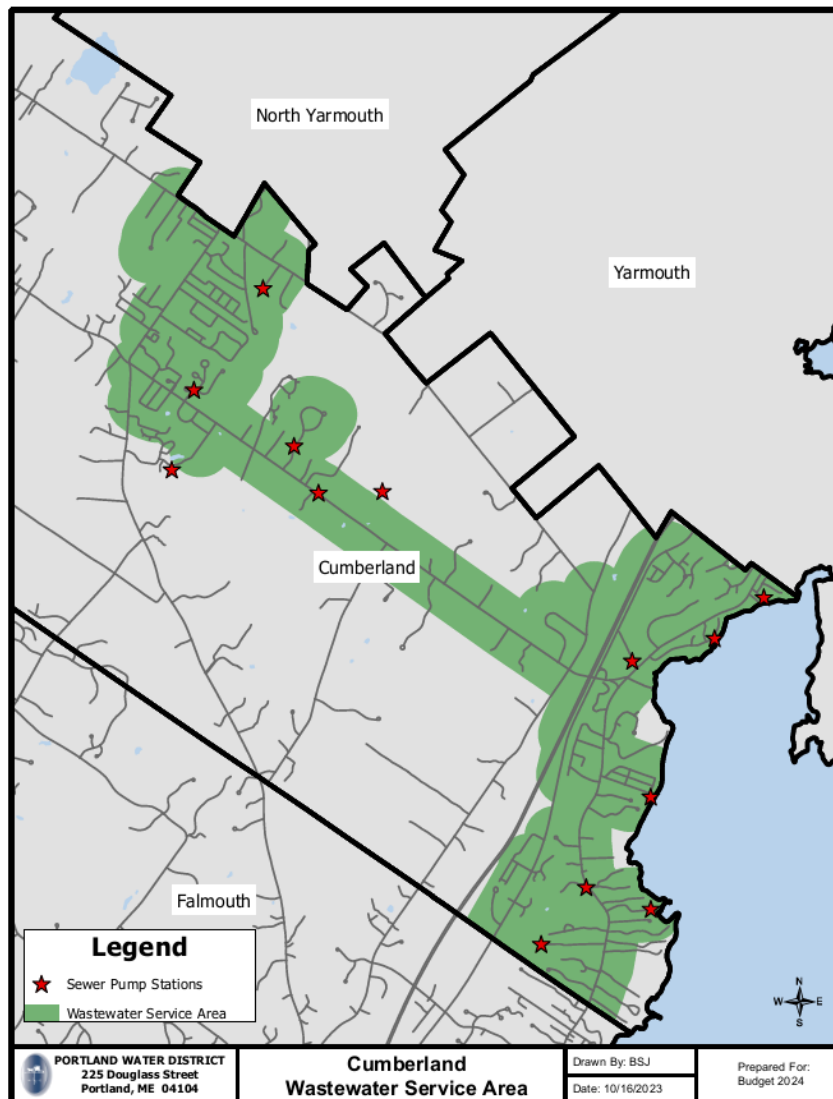 North Yarmouth
Yarmouth
Cumberland
Falmouth
Legend
Sewer Pump Stations
Wastewater Service Area
N
W E
S
PORTLAND WATER DISTRICT
225 Douglass Street
Portland, ME 04104
Cumberland
Wastewater Service Area
Drawn By: BSJ
Date: 10/16/2023
Prepared For:
Budget 2024